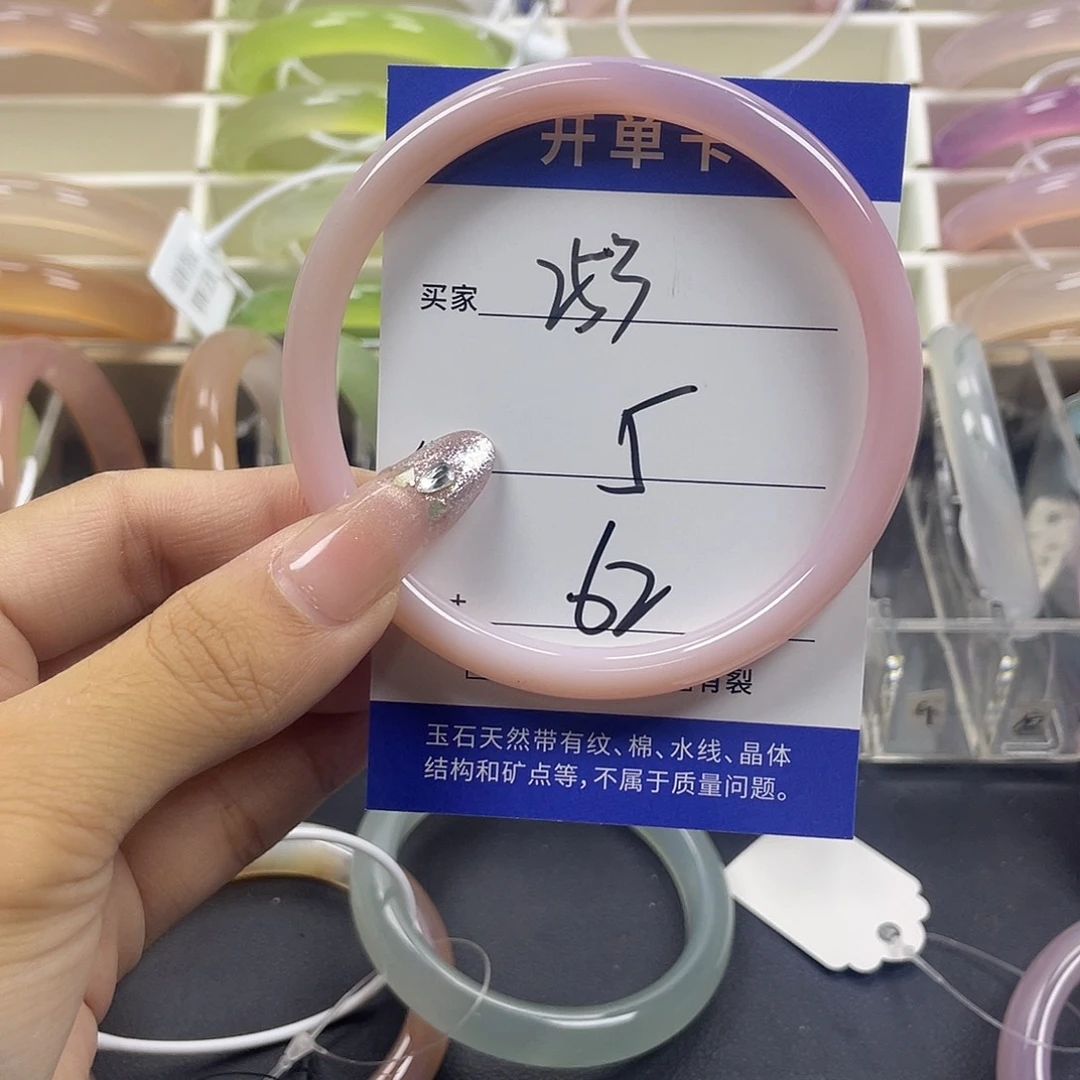 开单卡
买家 253
5
62
有裂
玉石天然带有纹、棉、水线、晶体
结构和矿点等,不属于质量问题。